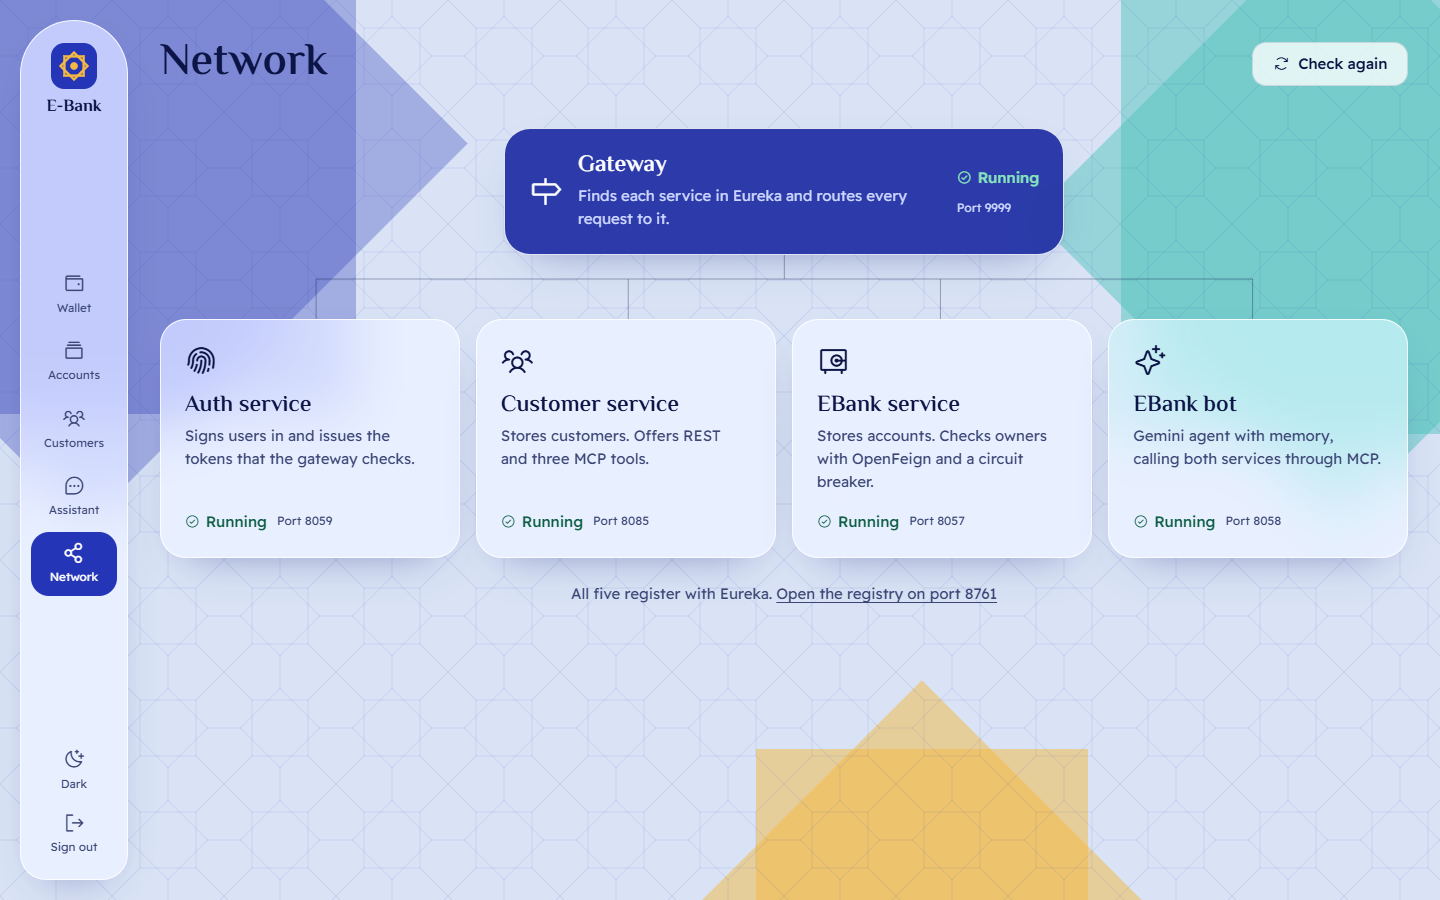 E-Bank
Wallet
Accounts
Customers
Assistant
Network
Dark
Sign out
Network
Check again
Gateway
Finds each service in Eureka and routes every
request to it.
Running
Port 9999
Auth service
Signs users in and issues the
tokens that the gateway checks.
Running Port 8059
Customer service
Stores customers. Offers REST
and three MCP tools.
Running Port 8085
EBank service
Stores accounts. Checks owners
with OpenFeign and a circuit
breaker.
Running Port 8057
EBank bot
Gemini agent with memory,
calling both services through MCP.
Running Port 8058
All five register with Eureka. Open the registry on port 8761